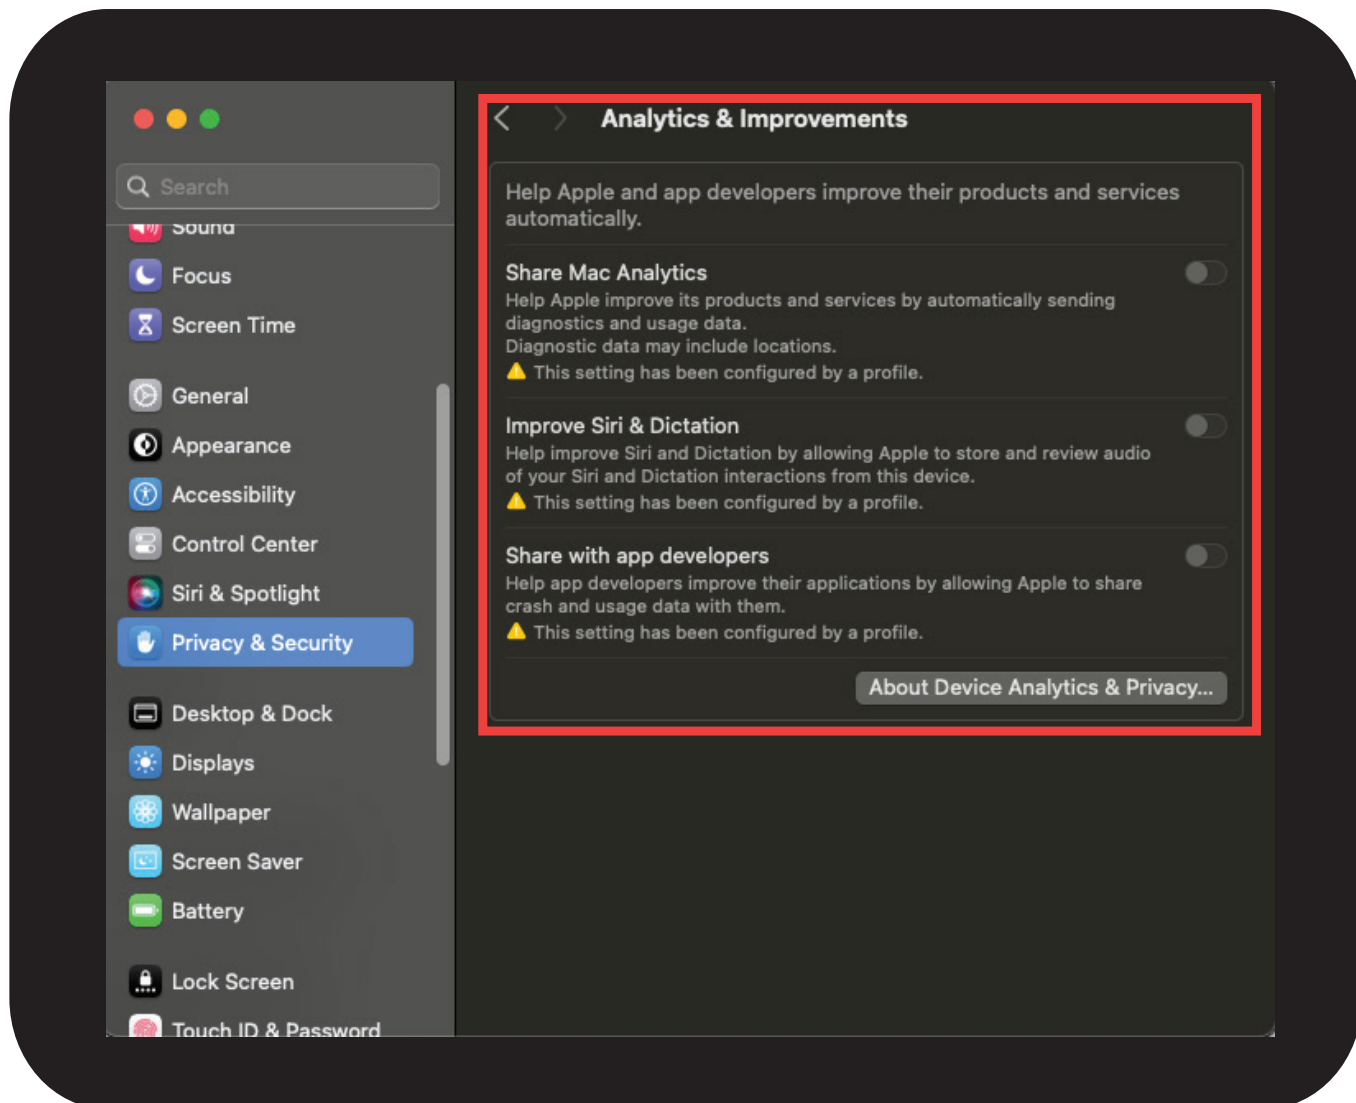 Search
Sound
Focus
Screen Time
General
Appearance
Accessibility
Control Center
Siri & Spotlight
Privacy & Security
Desktop & Dock
Displays
Wallpaper
Screen Saver
Battery
Lock Screen
Touch ID & Password
Analytics & Improvements
Help Apple and app developers improve their products and services
automatically.
Share Mac Analytics
Help Apple improve its products and services by automatically sending
diagnostics and usage data.
Diagnostic data may include locations.
This setting has been configured by a profile.
Improve Siri & Dictation
Help improve Siri and Dictation by allowing Apple to store and review audio
of your Siri and Dictation interactions from this device.
This setting has been configured by a profile.
Share with app developers
Help app developers improve their applications by allowing Apple to share
crash and usage data with them.
This setting has been configured by a profile.
About Device Analytics & Privacy...